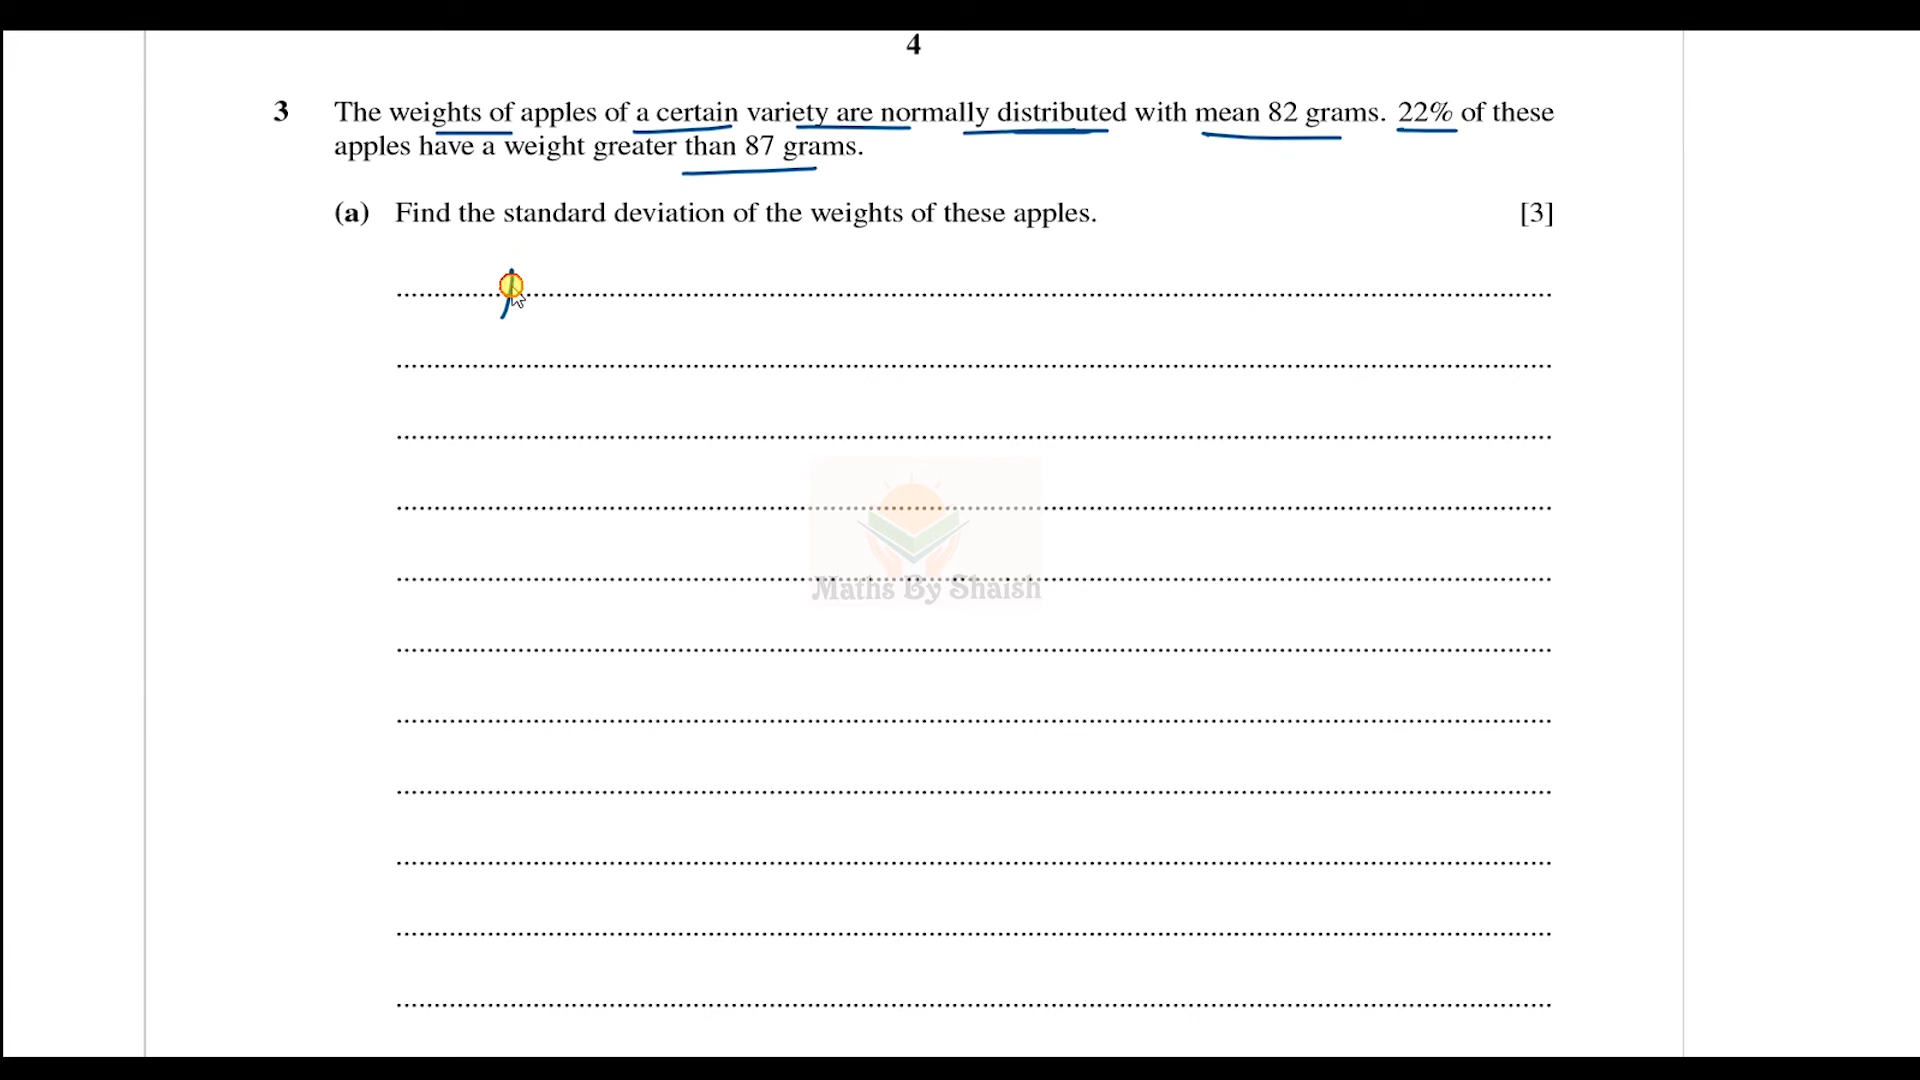 4
3 The weights of apples of a certain variety are normally distributed with mean 82 grams. 22% of these
apples have a weight greater than 87 grams.
(a) Find the standard deviation of the weights of these apples. [3]
Maths By Shaish